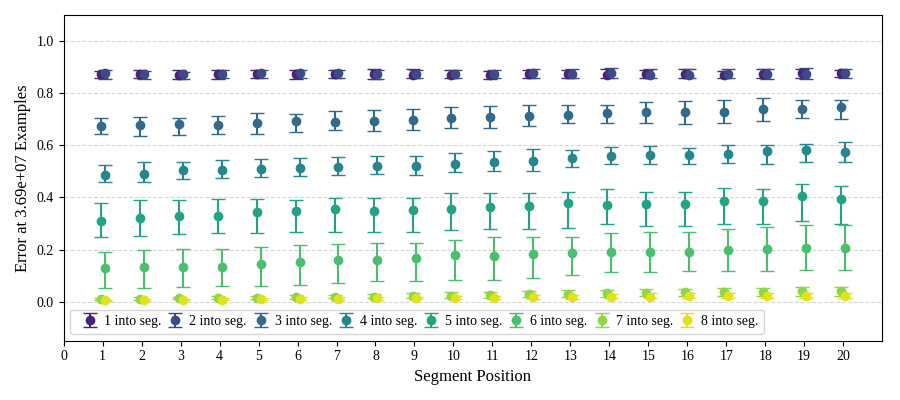 1.0
0.8
0.6
0.4
0.2
0.0
Error at 3.69e+07 Examples
1 into seg. 2 into seg. 3 into seg. 4 into seg. 5 into seg. 6 into seg. 7 into seg. 8 into seg.
0 1 2 3 4 5 6 7 8 9 10 11 12 13 14 15 16 17 18 19 20
Segment Position